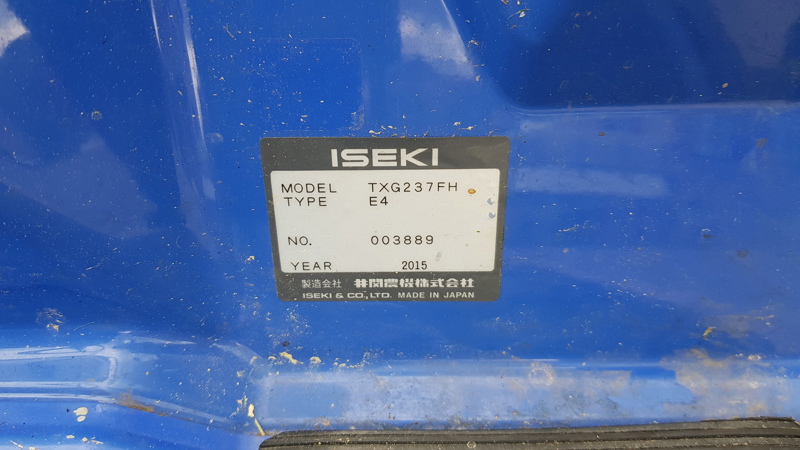 ISEKI
MODEL TXG237FH
TYPE E4
NO. 003889
YEAR 2015
製造会社 井関農機株式会社
ISEKI & CO., LTD. MADE IN JAPAN